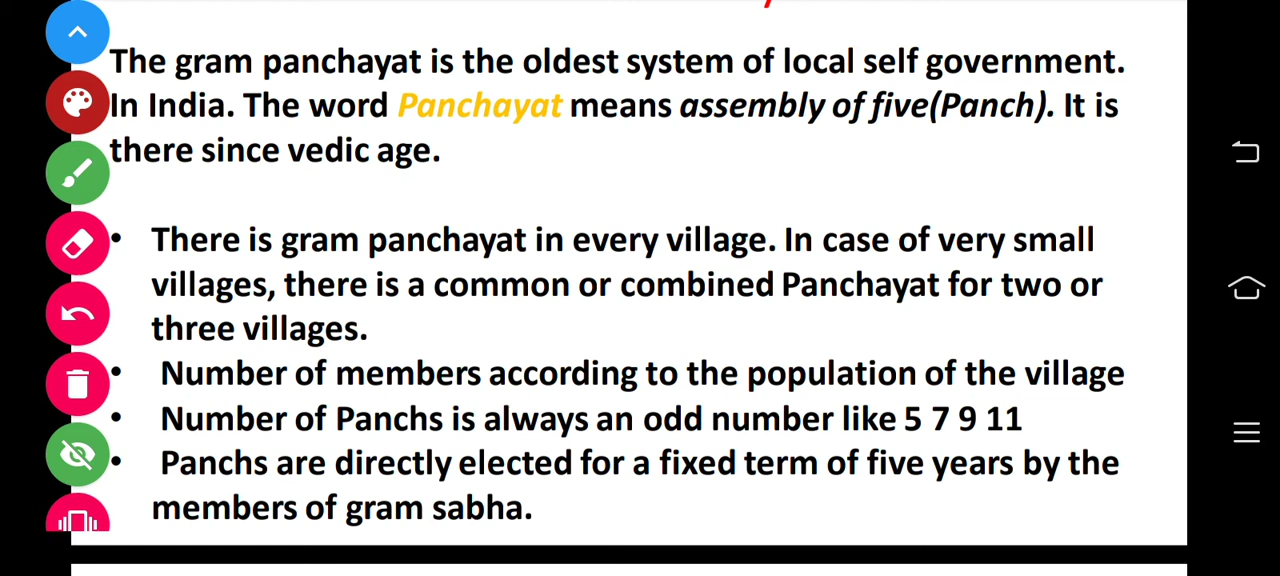 The gram panchayat is the oldest system of local self government.
In India. The word Panchayat means assembly of five(Panch). It is
there since vedic age.
• There is gram panchayat in every village. In case of very small
villages, there is a common or combined Panchayat for two or
three villages.
• Number of members according to the population of the village
• Number of Panchs is always an odd number like 5 7 9 11
• Panchs are directly elected for a fixed term of five years by the
members of gram sabha.